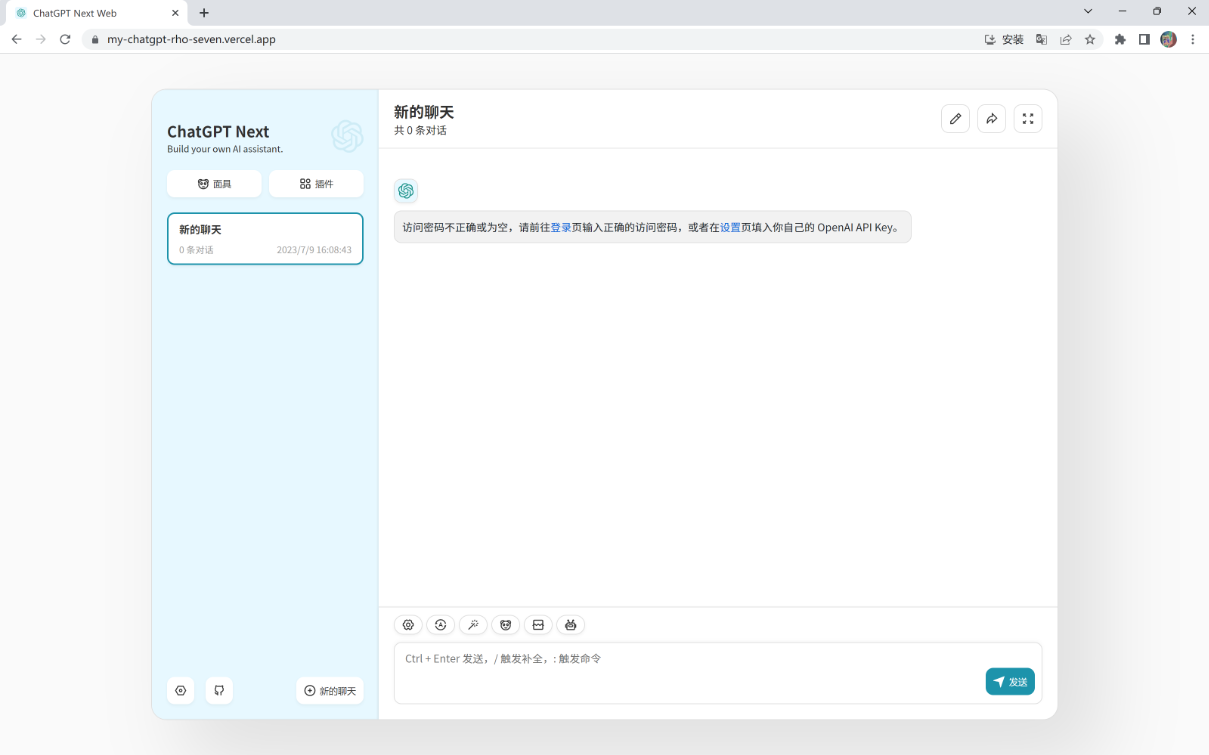 ChatGPT Next Web
my-chatgpt-rho-seven.vercel.app
安装
ChatGPT Next
Build your own AI assistant.
面具
插件
新的聊天
0 条对话
2023/7/9 16:08:43
新的聊天
新的聊天
共 0 条对话
访问密码不正确或为空，请前往登录页输入正确的访问密码，或者在设置页填入你自己的 OpenAI API Key。
Ctrl + Enter 发送，/ 触发补全，: 触发命令
发送